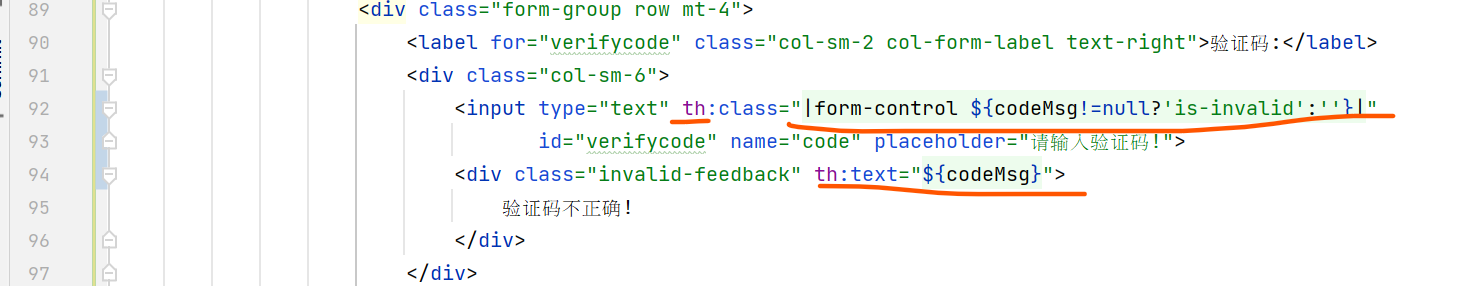 89 <div class="form-group row mt-4">
90 <label for="verifycode" class="col-sm-2 col-form-label text-right">验证码:</label>
91 <div class="col-sm-6">
92 <input type="text" th:class="|form-control ${codeMsg!=null?'is-invalid':''}|"
93 id="verifycode" name="code" placeholder="请输入验证码!">
94 <div class="invalid-feedback" th:text="${codeMsg}">
95 验证码不正确!
96 </div>
97 </div>